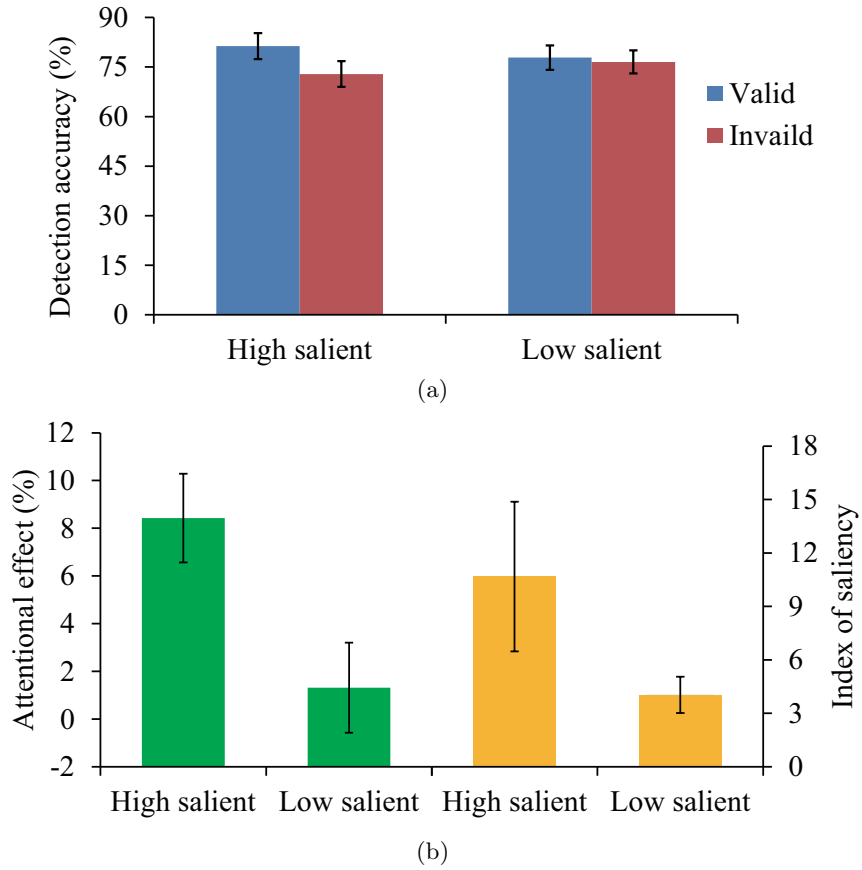 Detection accuracy (%)
90
75
60
45
30
15
0
High salient
Low salient
Valid
Invaild
(a)
Attentional effect (%)
12
10
8
6
4
2
0
-2
High salient
Low salient
High salient
Low salient
18
15
12
9
6
3
0
Index of saliency
(b)